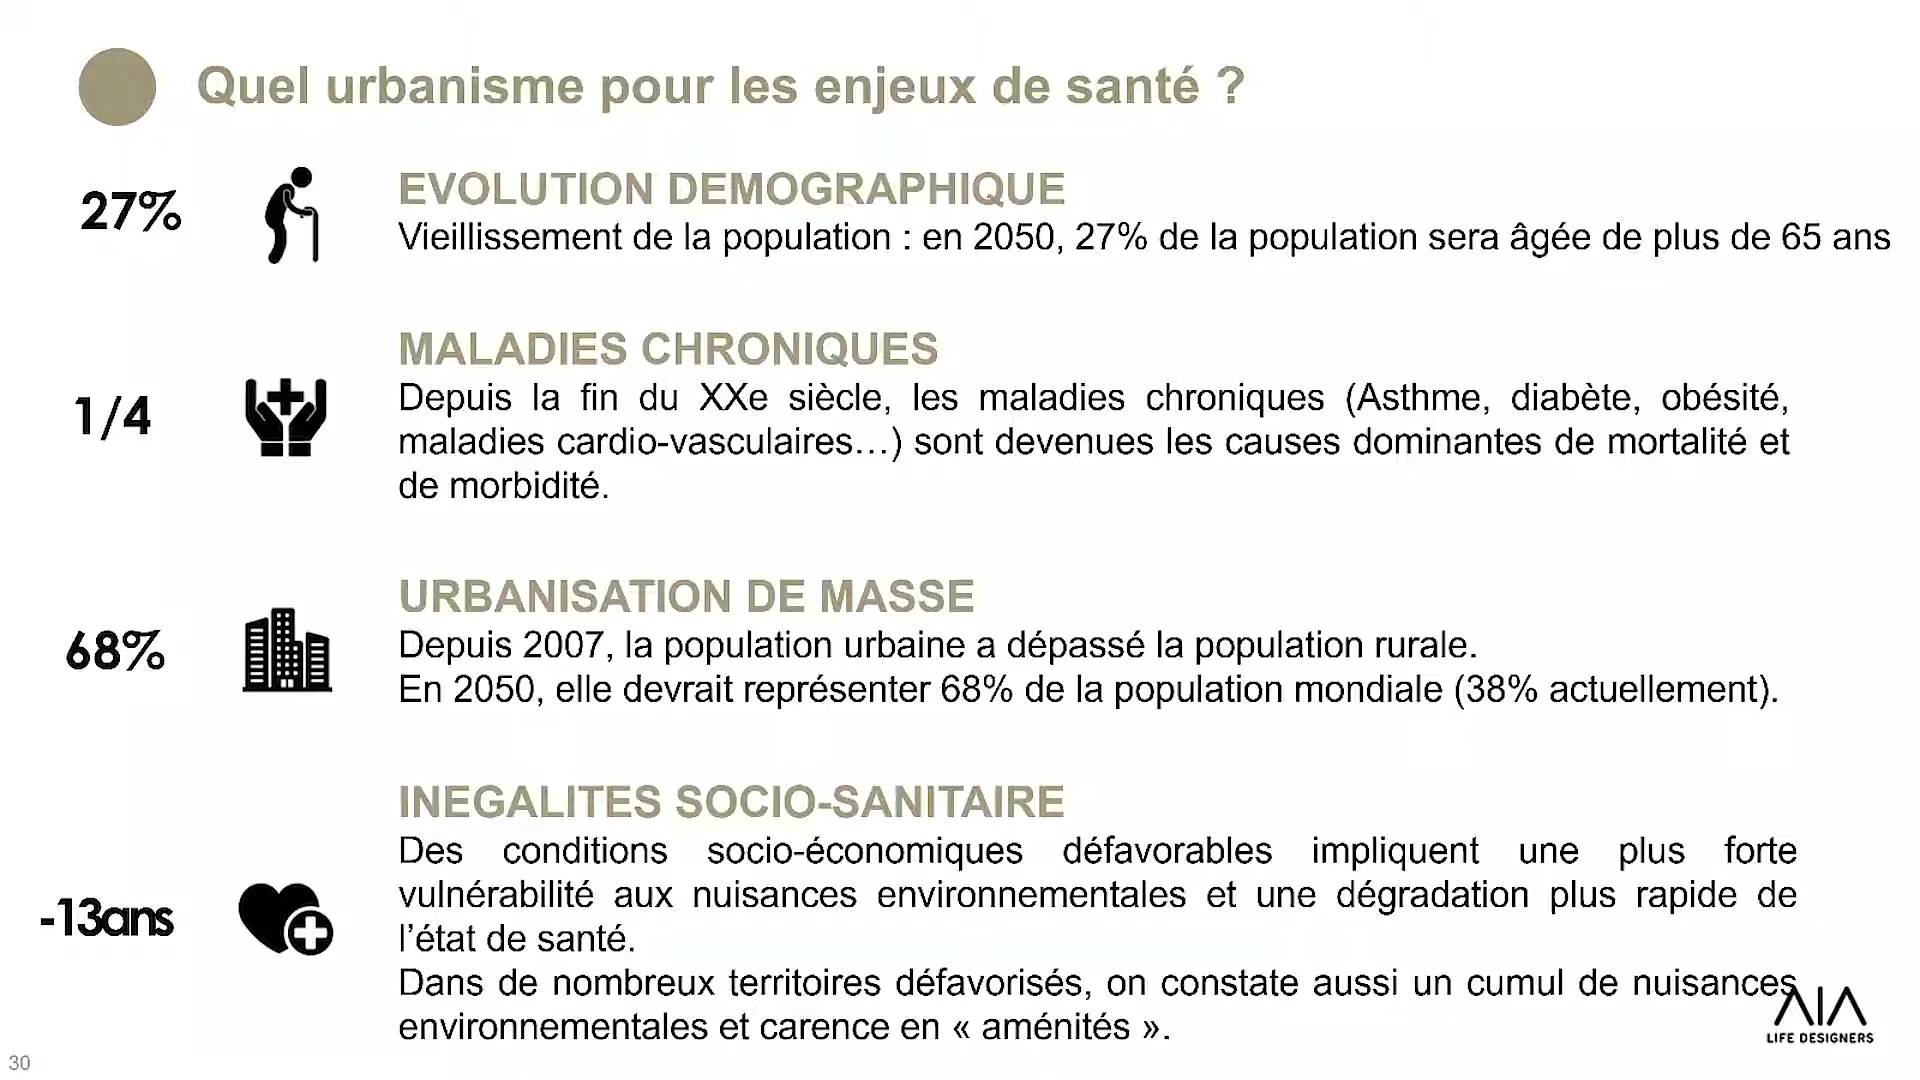 Quel urbanisme pour les enjeux de santé ?
27%
EVOLUTION DEMOGRAPHIQUE
Vieillissement de la population : en 2050, 27% de la population sera âgée de plus de 65 ans
1/4
MALADIES CHRONIQUES
Depuis la fin du XXe siècle, les maladies chroniques (Asthme, diabète, obésité,
maladies cardio-vasculaires…) sont devenues les causes dominantes de mortalité et
de morbidité.
68%
URBANISATION DE MASSE
Depuis 2007, la population urbaine a dépassé la population rurale.
En 2050, elle devrait représenter 68% de la population mondiale (38% actuellement).
-13ans
INEGALITES SOCIO-SANITAIRE
Des conditions socio-économiques défavorables impliquent une plus forte
vulnérabilité aux nuisances environnementales et une dégradation plus rapide de
l’état de santé.
Dans de nombreux territoires défavorisés, on constate aussi un cumul de nuisances
environnementales et carence en « aménités ».
AIA
LIFE DESIGNERS
30